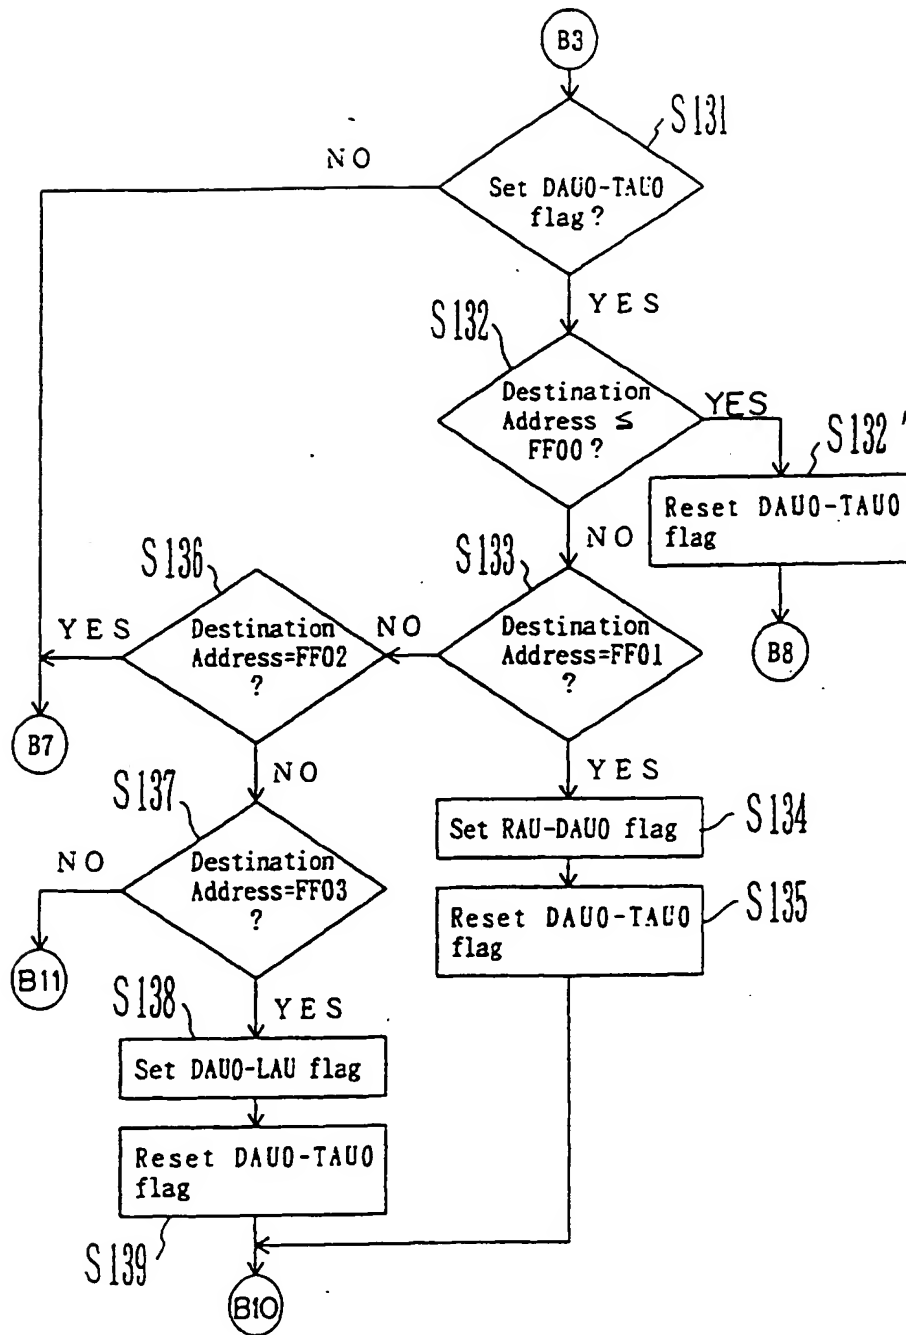 B3
S131
NO
Set DAU0-TAU0
flag?
YES
S132
Destination
Address ≤
FF00?
YES
S132'
Reset DAU0-TAU0
flag
NO
B8
S136
S133
YES
Destination
Address=FF02
?
NO
Destination
Address=FF01
?
B7
NO
YES
S137
Set RAU-DAU0 flag
S134
NO
Destination
Address=FF03
?
Reset DAU0-TAU0
flag
S135
B11
YES
S138
Set DAU0-LAU flag
Reset DAU0-TAU0
flag
S139
B10